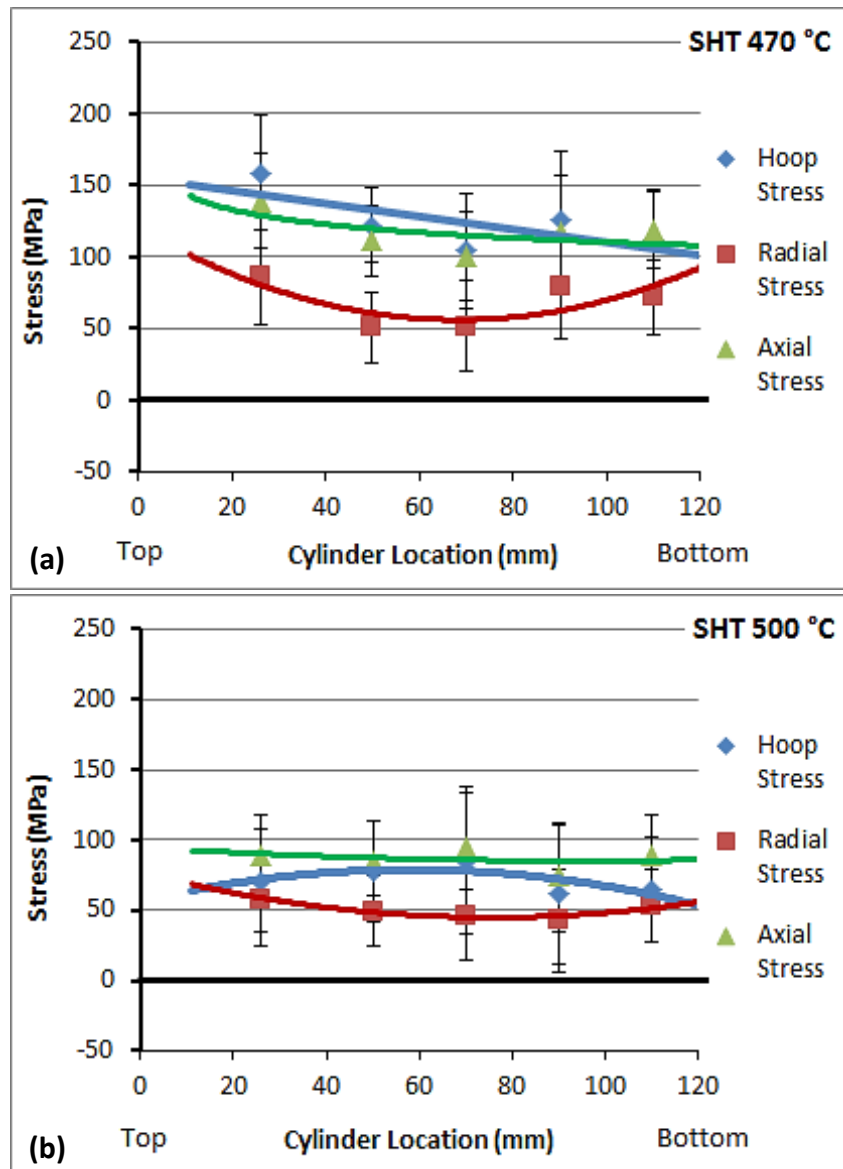 SHT 470 °C
250
200
150
100
50
0
-50
Stress (MPa)
0 20 40 60 80 100 120
Top Cylinder Location (mm) Bottom
Hoop
Stress
Radial
Stress
Axial
Stress
(a)
SHT 500 °C
250
200
150
100
50
0
-50
Stress (MPa)
0 20 40 60 80 100 120
Top Cylinder Location (mm) Bottom
Hoop
Stress
Radial
Stress
Axial
Stress
(b)